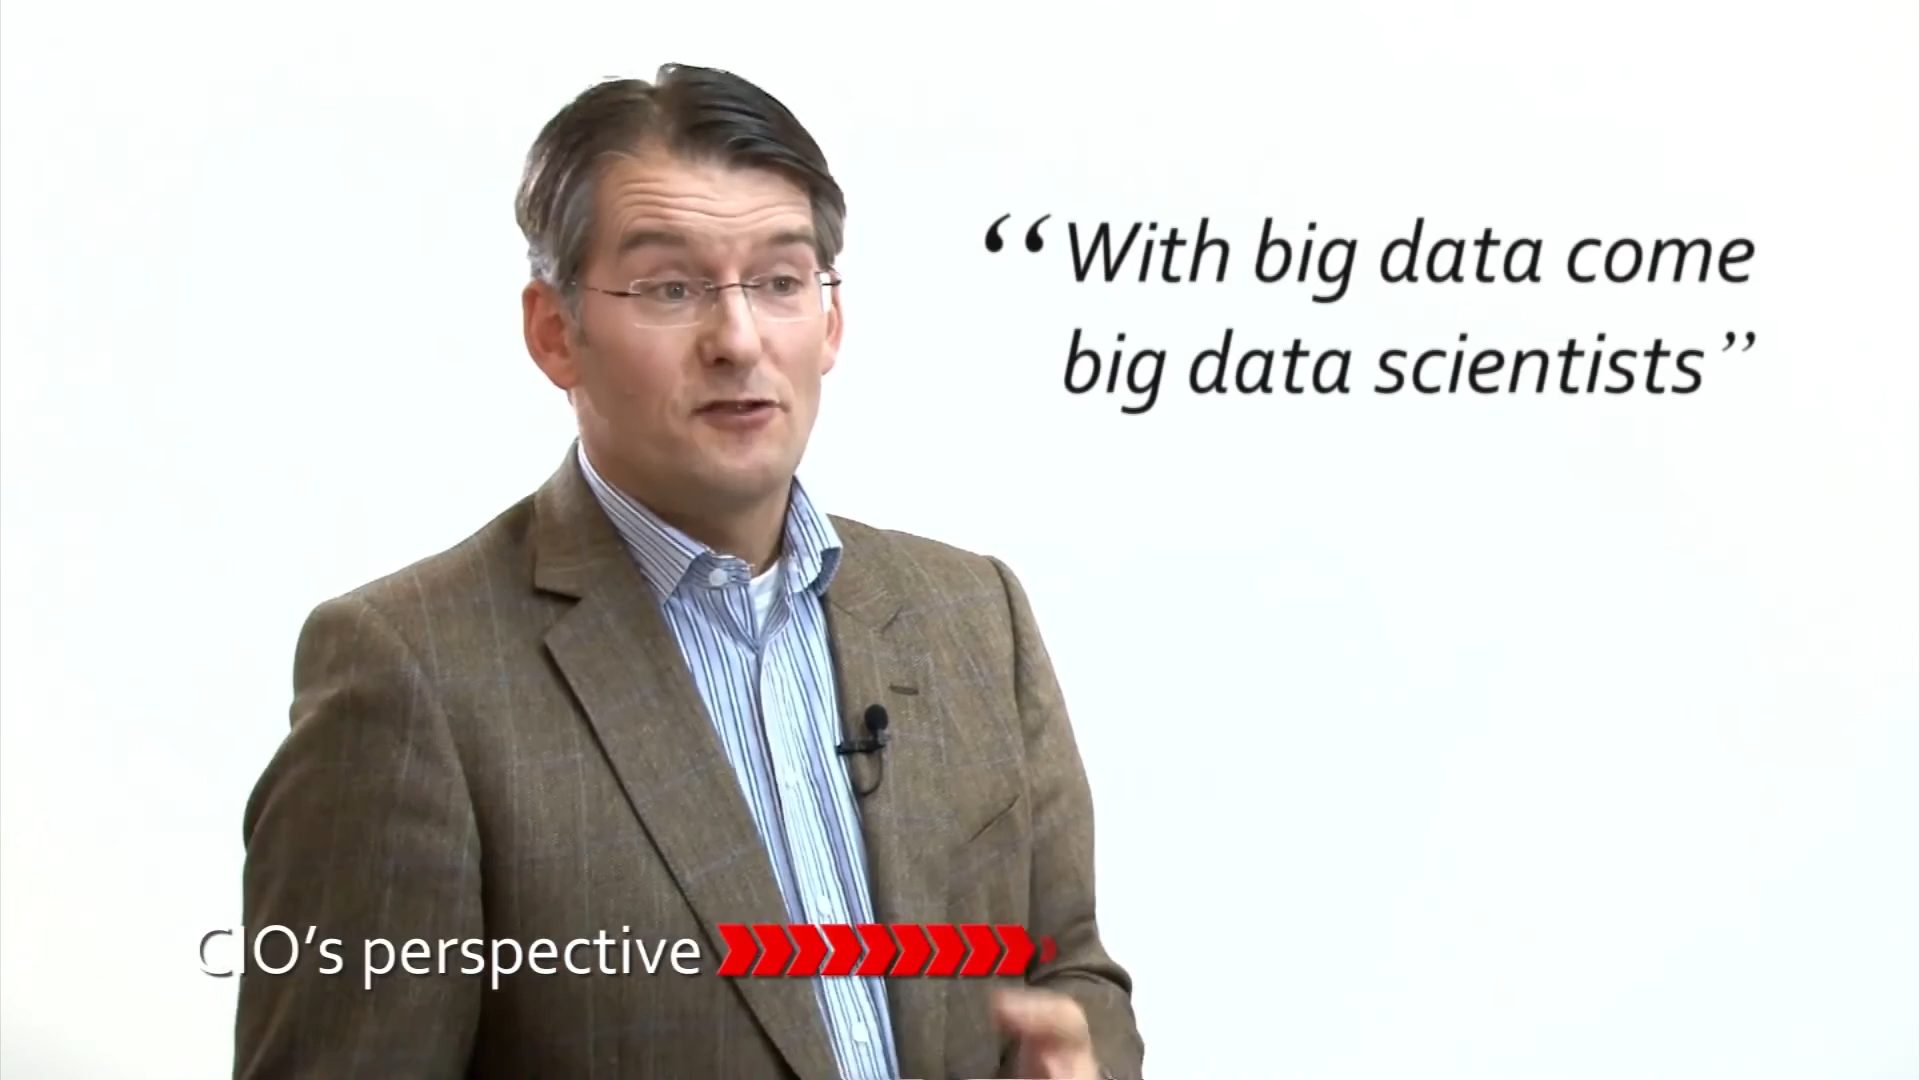 “With big data come
big data scientists”
CIO’s perspective